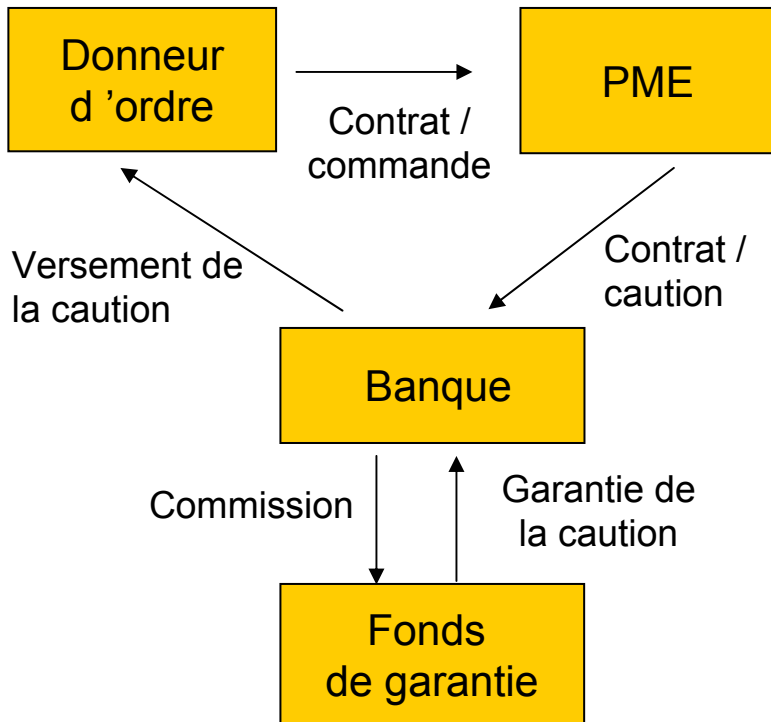 Donneur
d ’ordre
PME
Contrat /
commande
Versement de
la caution
Contrat /
caution
Banque
Commission
Garantie de
la caution
Fonds
de garantie